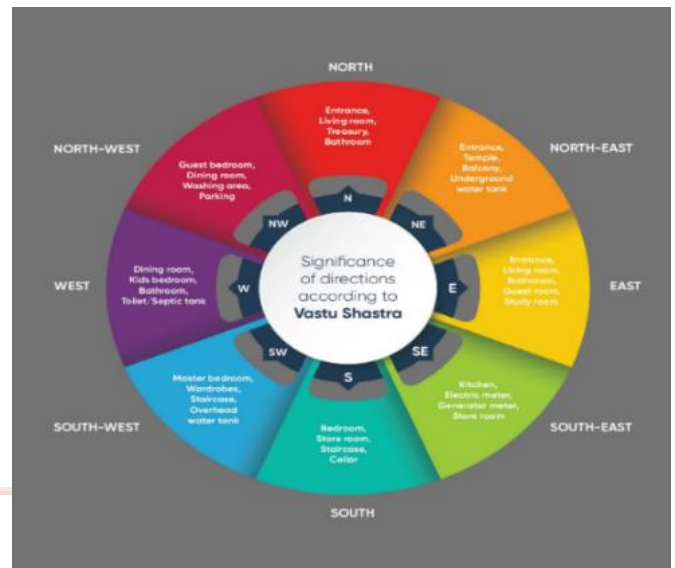 NORTH
Entrance,
Living room,
Treasury,
Bathroom
NORTH-EAST
Entrance,
Temple,
Balcony,
Underground
water tank
EAST
Entrance,
Living room,
Bathroom,
Guest room,
Study room
SOUTH-EAST
Kitchen,
Electric meter,
Generator meter,
Store room
SOUTH
Bedroom,
Store room,
Staircase,
Cellar
SOUTH-WEST
Master bedroom,
Wardrobes,
Staircase,
Overhead
water tank
WEST
Dining room,
Kids bedroom,
Bathroom,
Toilet/Septic tank
NORTH-WEST
Guest bedroom,
Dining room,
Washing area,
Parking
N
NE
E
SE
S
SW
W
NW
Significance
of directions
according to
Vastu Shastra